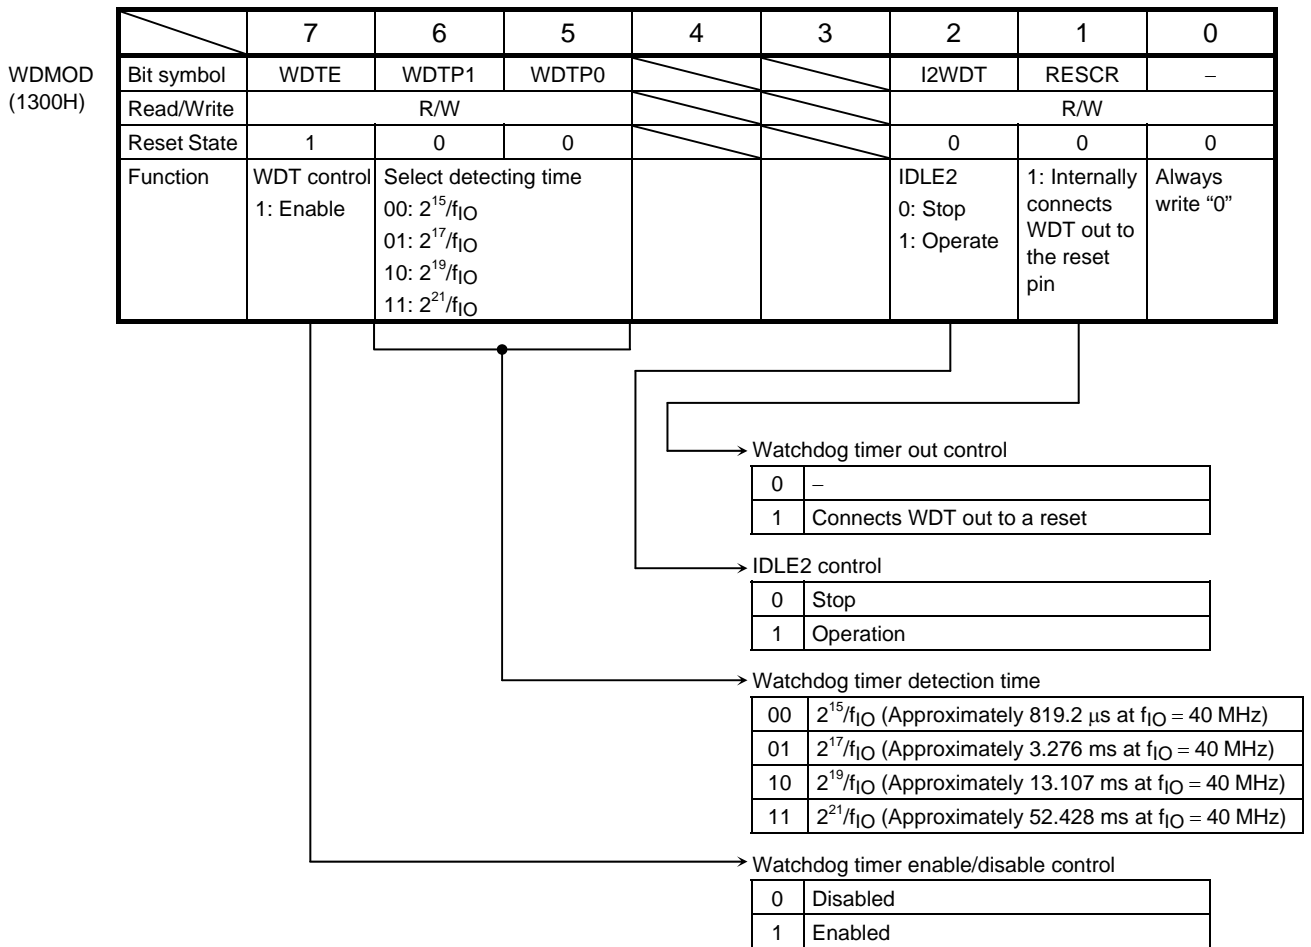 7 6 5 4 3 2 1 0
WDMOD
(1300H)
Bit symbol WDTE WDTP1 WDTP0 I2WDT RESCR –
Read/Write R/W R/W
Reset State 1 0 0 0 0 0
Function
WDT control
1: Enable
Select detecting time
00: 2^15/fIO
01: 2^17/fIO
10: 2^19/fIO
11: 2^21/fIO
IDLE2
0: Stop
1: Operate
1: Internally
connects
WDT out to
the reset
pin
Always
write “0”
Watchdog timer out control
0 –
1 Connects WDT out to a reset
IDLE2 control
0 Stop
1 Operation
Watchdog timer detection time
00 2^15/fIO (Approximately 819.2 μs at fIO = 40 MHz)
01 2^17/fIO (Approximately 3.276 ms at fIO = 40 MHz)
10 2^19/fIO (Approximately 13.107 ms at fIO = 40 MHz)
11 2^21/fIO (Approximately 52.428 ms at fIO = 40 MHz)
Watchdog timer enable/disable control
0 Disabled
1 Enabled